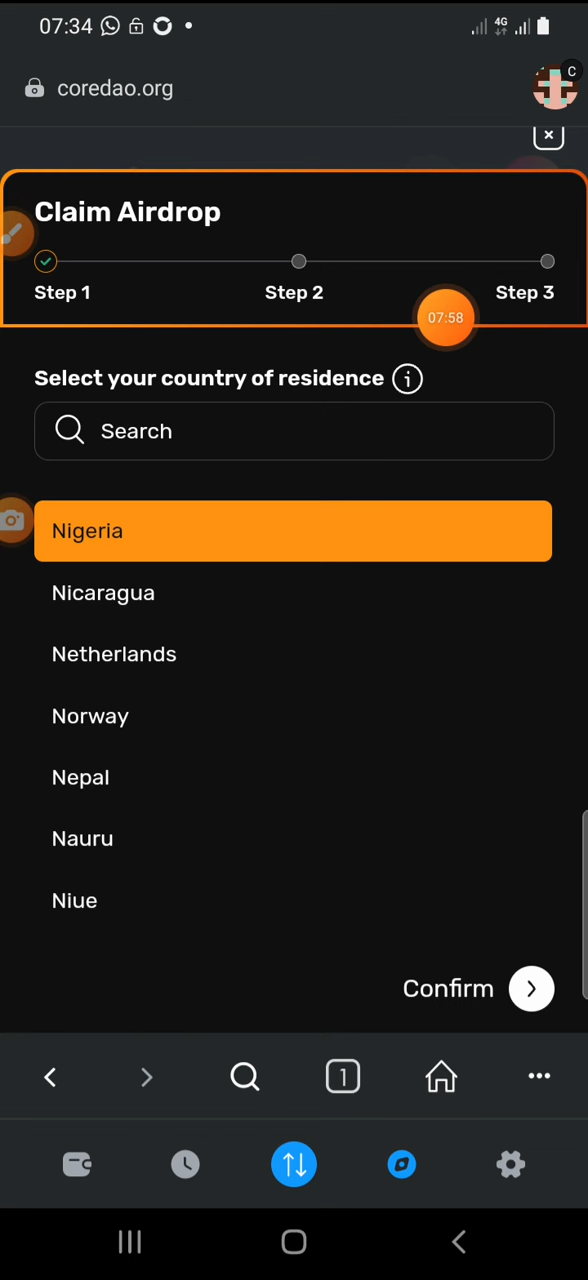 07:34
4G
coredao.org
C
Claim Airdrop
Step 1
Step 2
Step 3
07:58
Select your country of residence
Search
Nigeria
Nicaragua
Netherlands
Norway
Nepal
Nauru
Niue
Confirm
1